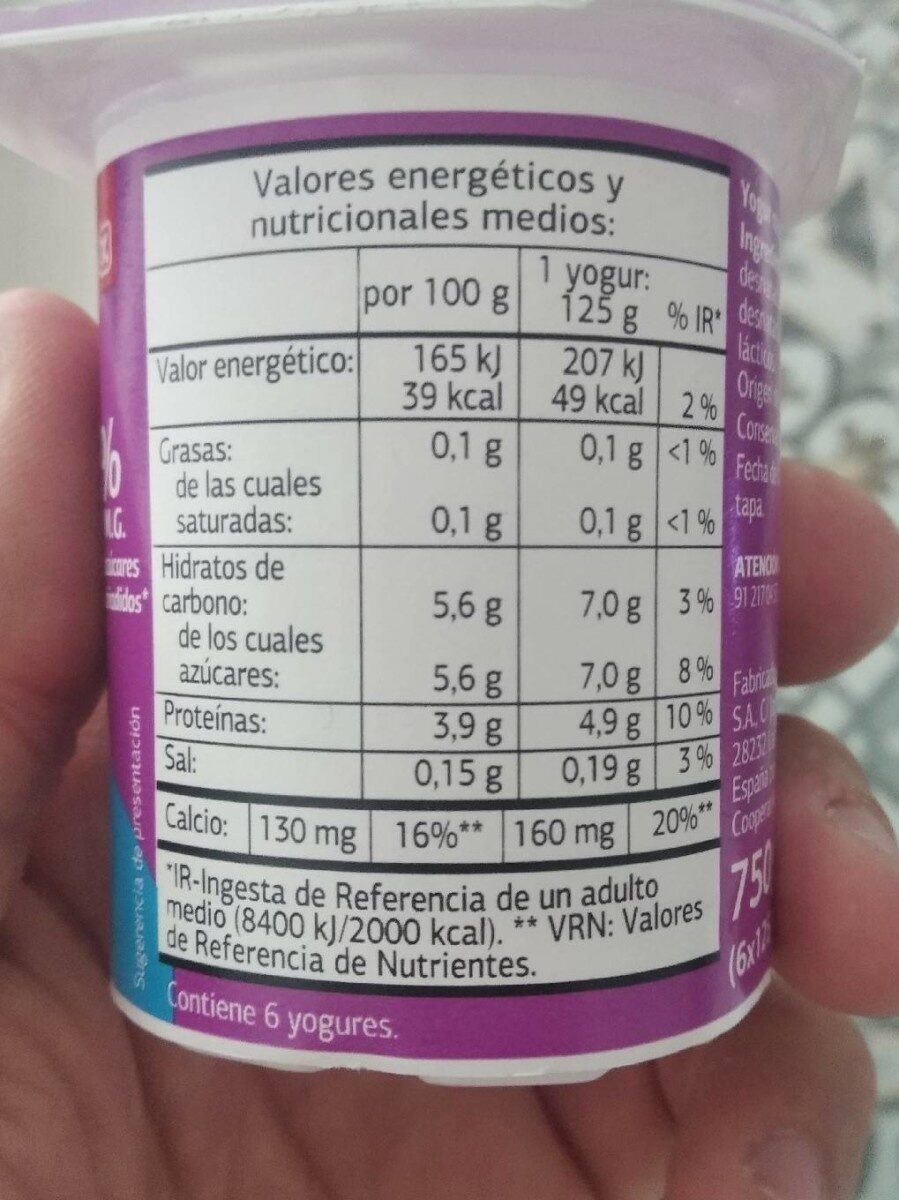 Valores energéticos y
nutricionales medios:
por 100 g 1 yogur: 125 g % IR*
Valor energético: 165 kJ 207 kJ
39 kcal 49 kcal 2 %
Grasas: 0,1 g 0,1 g <1 %
de las cuales
saturadas: 0,1 g 0,1 g <1 %
Hidratos de
carbono: 5,6 g 7,0 g 3 %
de los cuales
azúcares: 5,6 g 7,0 g 8 %
Proteínas: 3,9 g 4,9 g 10 %
Sal: 0,15 g 0,19 g 3 %
Calcio: 130 mg 16%** 160 mg 20%**
*IR-Ingesta de Referencia de un adulto
medio (8400 kJ/2000 kcal). ** VRN: Valores
de Referencia de Nutrientes.
Contiene 6 yogures.
Sugerencia de presentación
%
tapa.
28232
750